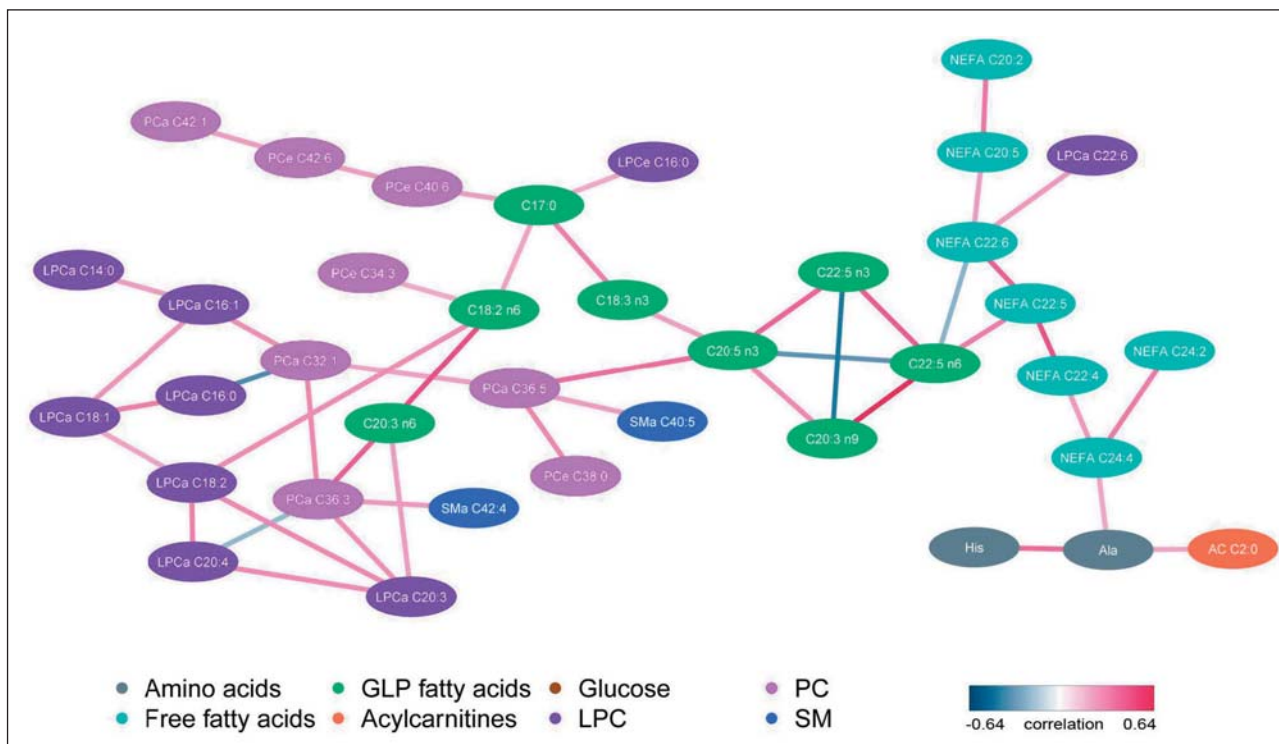 NEFA C20:2
PCa C42:1
PCe C42:6
NEFA C20:5
LPCa C22:6
LPCe C16:0
PCe C40:6
C17:0
NEFA C22:6
LPCa C14:0
PCe C34:3
C22:5 n3
LPCa C16:1
C18:3 n3
NEFA C22:5
C18:2 n6
C20:5 n3
NEFA C24:2
PCa C32:1
C22:5 n6
NEFA C22:4
PCa C36:5
LPCa C16:0
LPCa C18:1
C20:3 n6
SMa C40:5
C20:3 n9
NEFA C24:4
PCe C38:0
LPCa C18:2
PCa C36:3
SMa C42:4
His
Ala
AC C2:0
LPCa C20:4
LPCa C20:3
Amino acids
GLP fatty acids
Glucose
PC
Free fatty acids
Acylcarnitines
LPC
SM
-0.64 correlation 0.64